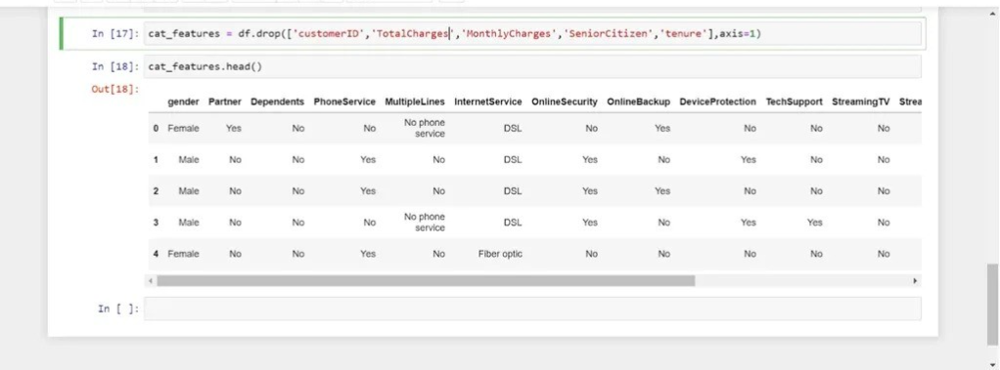 In [17]: cat_features = df.drop(['customerID','TotalCharges','MonthlyCharges','SeniorCitizen','tenure'],axis=1)
In [18]: cat_features.head()
Out[18]:
gender Partner Dependents PhoneService MultipleLines InternetService OnlineSecurity OnlineBackup DeviceProtection TechSupport StreamingTV Strea
0 Female Yes No No No phone service DSL No Yes No No No
1 Male No No Yes No DSL Yes No Yes No No
2 Male No No Yes No DSL Yes Yes No No No
3 Male No No No No phone service DSL Yes No Yes Yes No
4 Female No No Yes No Fiber optic No No No No No
In [ ]: